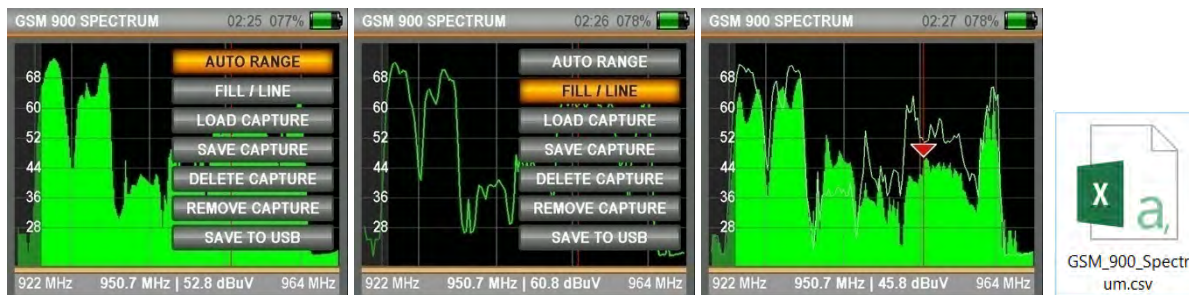 GSM 900 SPECTRUM 02:25 077%
AUTO RANGE
FILL / LINE
LOAD CAPTURE
SAVE CAPTURE
DELETE CAPTURE
REMOVE CAPTURE
SAVE TO USB
68
60
52
44
36
28
922 MHz 950.7 MHz | 52.8 dBuV 964 MHz
GSM 900 SPECTRUM 02:26 078%
AUTO RANGE
FILL / LINE
LOAD CAPTURE
SAVE CAPTURE
DELETE CAPTURE
REMOVE CAPTURE
SAVE TO USB
68
60
52
44
36
28
922 MHz 950.7 MHz | 60.8 dBuV 964 MHz
GSM 900 SPECTRUM 02:27 078%
68
60
52
44
36
28
922 MHz 950.7 MHz | 45.8 dBuV 964 MHz
X
a,
GSM_900_Spectr
um.csv